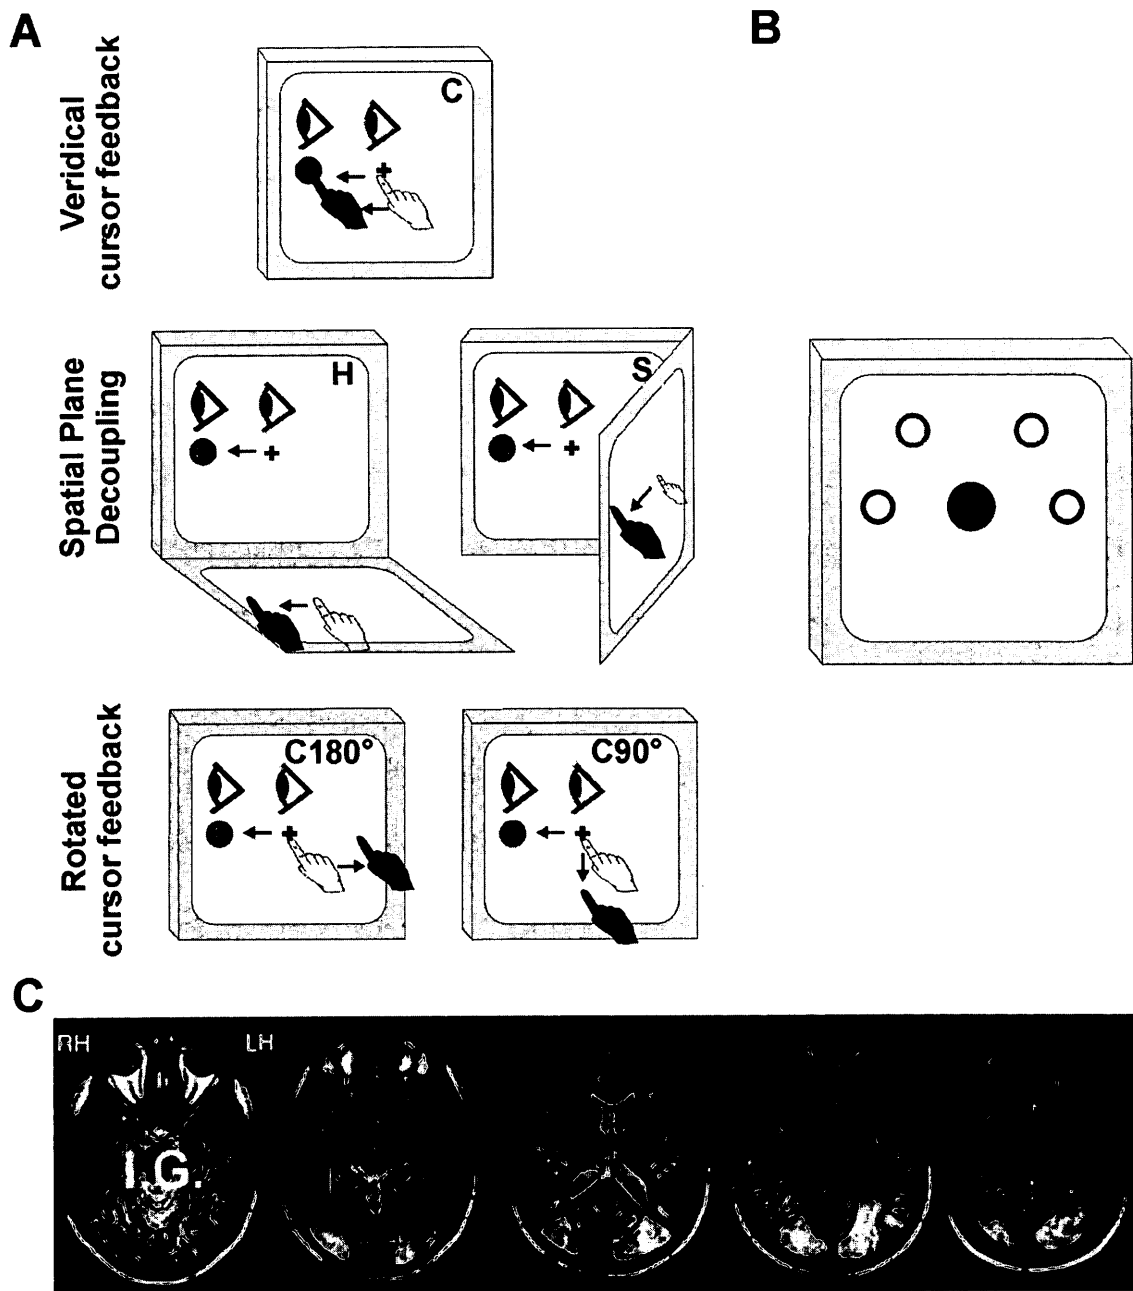 A
B
Veridical
cursor feedback
C
Spatial Plane
Decoupling
H
S
Rotated
cursor feedback
C180°
C90°
C
RH
LH
I.G.